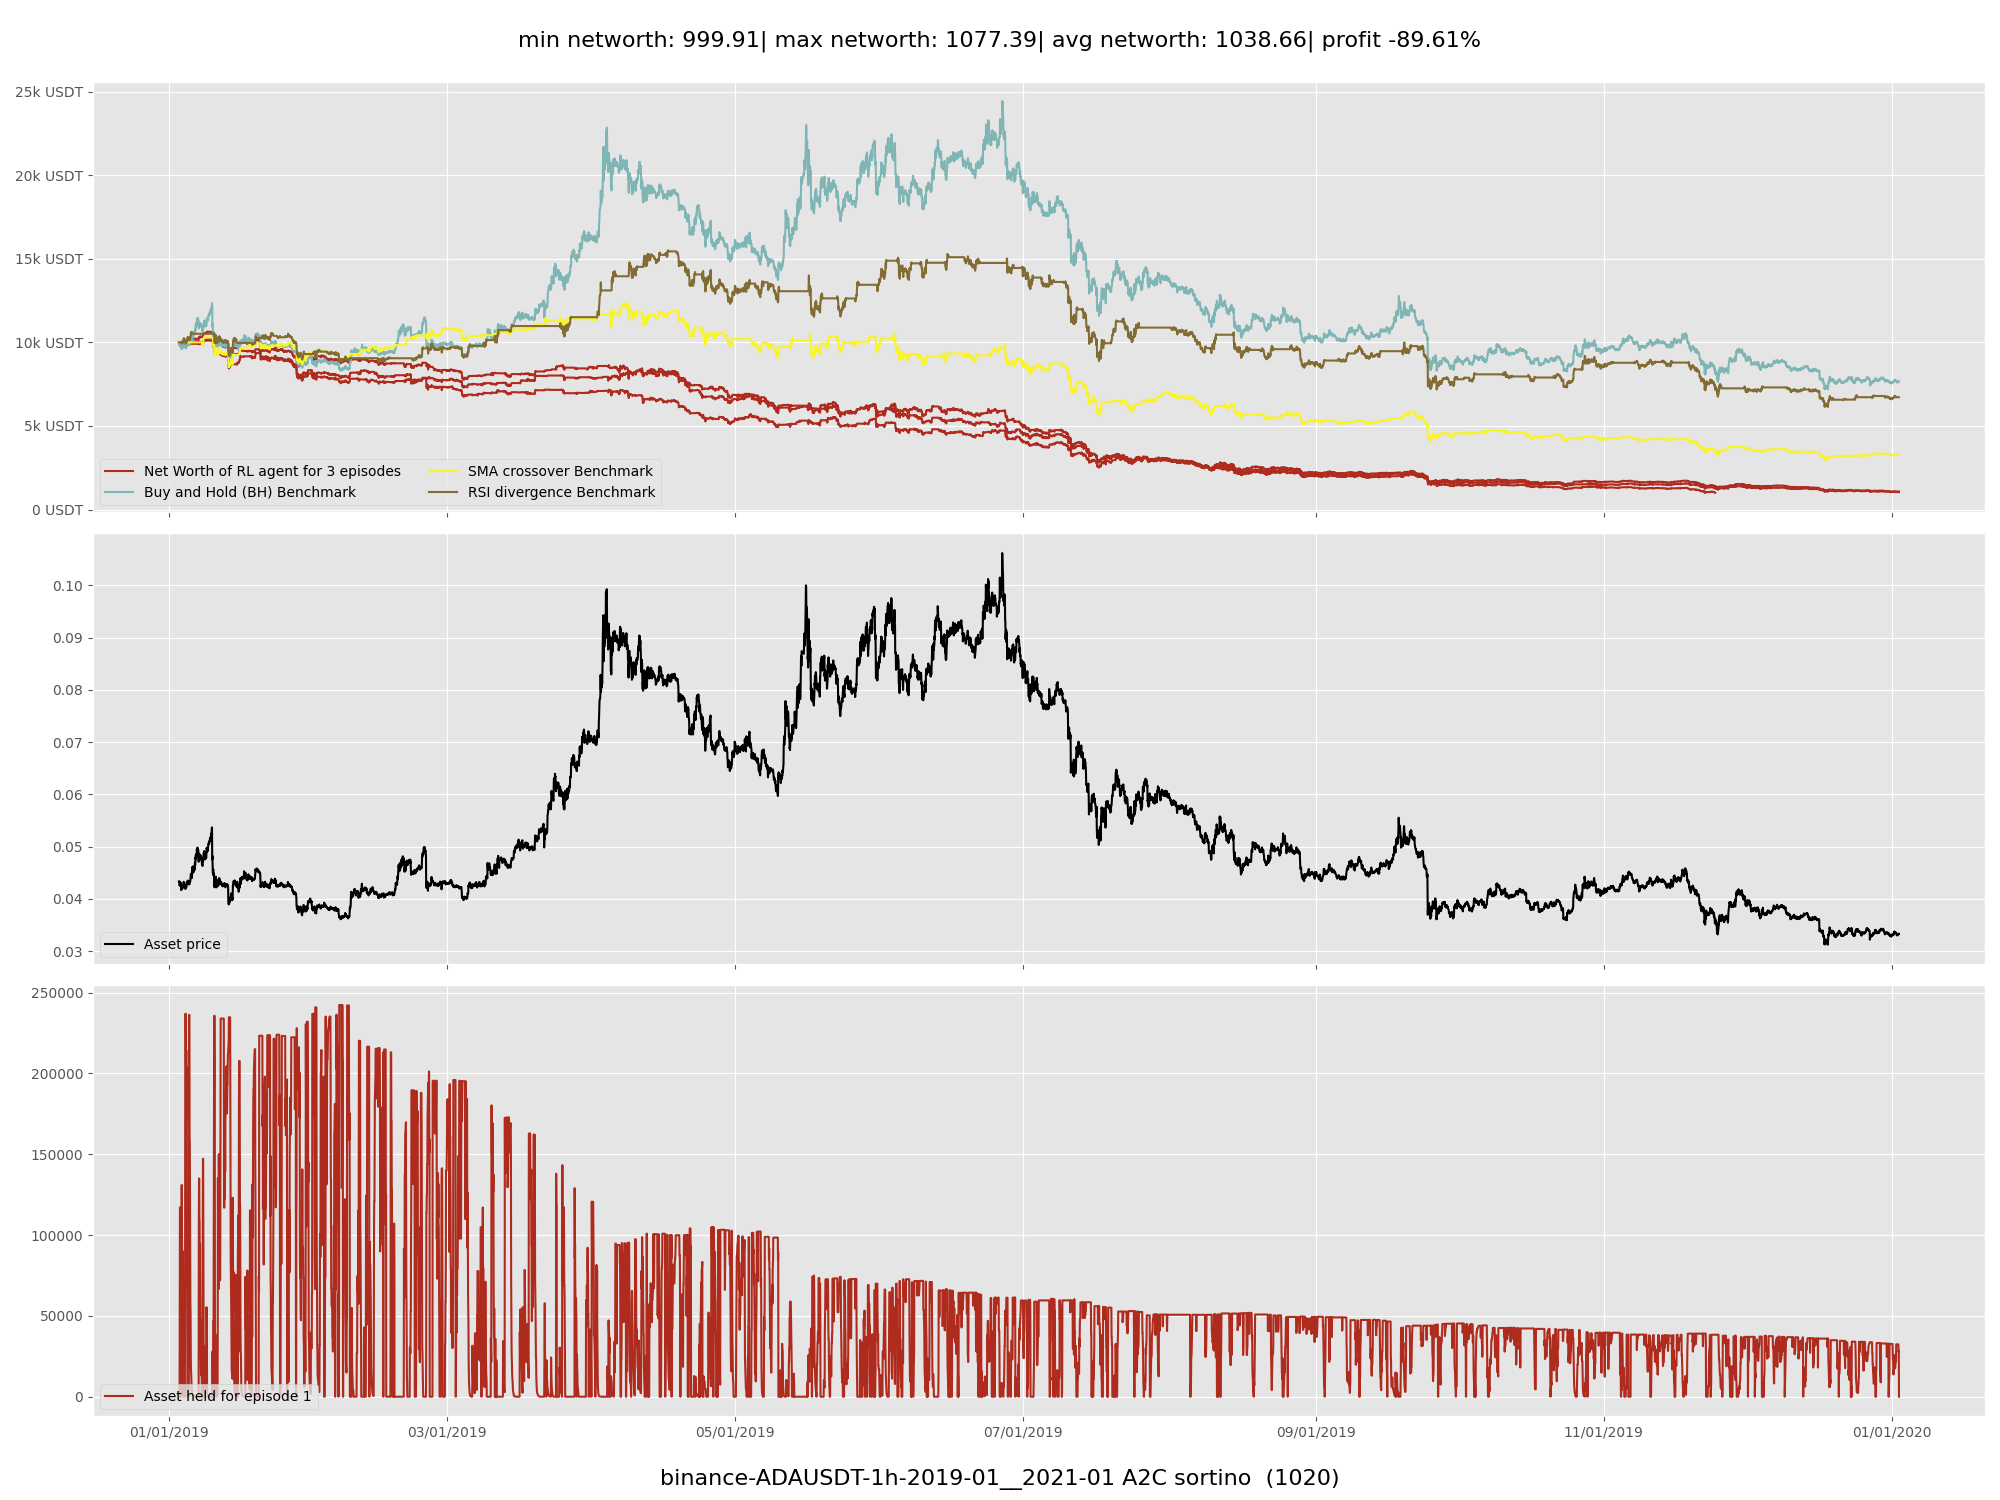 min networth: 999.91| max networth: 1077.39| avg networth: 1038.66| profit -89.61%
25k USDT
20k USDT
15k USDT
10k USDT
5k USDT
0 USDT
Net Worth of RL agent for 3 episodes
Buy and Hold (BH) Benchmark
SMA crossover Benchmark
RSI divergence Benchmark
0.10
0.09
0.08
0.07
0.06
0.05
0.04
0.03
Asset price
250000
200000
150000
100000
50000
0
Asset held for episode 1
01/01/2019
03/01/2019
05/01/2019
07/01/2019
09/01/2019
11/01/2019
01/01/2020
binance-ADAUSDT-1h-2019-01__2021-01 A2C sortino  (1020)